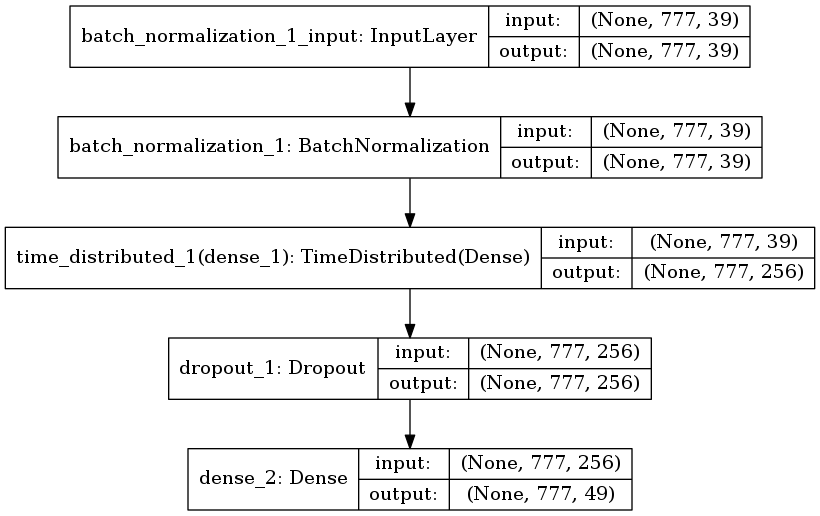 batch_normalization_1_input: InputLayer
input: (None, 777, 39)
output: (None, 777, 39)
batch_normalization_1: BatchNormalization
input: (None, 777, 39)
output: (None, 777, 39)
time_distributed_1(dense_1): TimeDistributed(Dense)
input: (None, 777, 39)
output: (None, 777, 256)
dropout_1: Dropout
input: (None, 777, 256)
output: (None, 777, 256)
dense_2: Dense
input: (None, 777, 256)
output: (None, 777, 49)